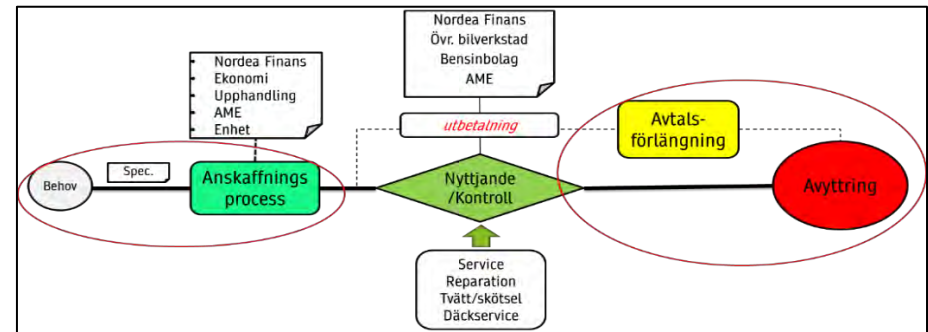 Nordea Finans
Ekonomi
Upphandling
AME
Enhet
Nordea Finans
Övr. bilverkstad
Bensinbolag
AME
utbetalning
Avtals-
förlängning
Behov
Spec.
Anskaffnings
process
Nyttjande
/Kontroll
Avyttring
Service
Reparation
Tvätt/skötsel
Däckservice